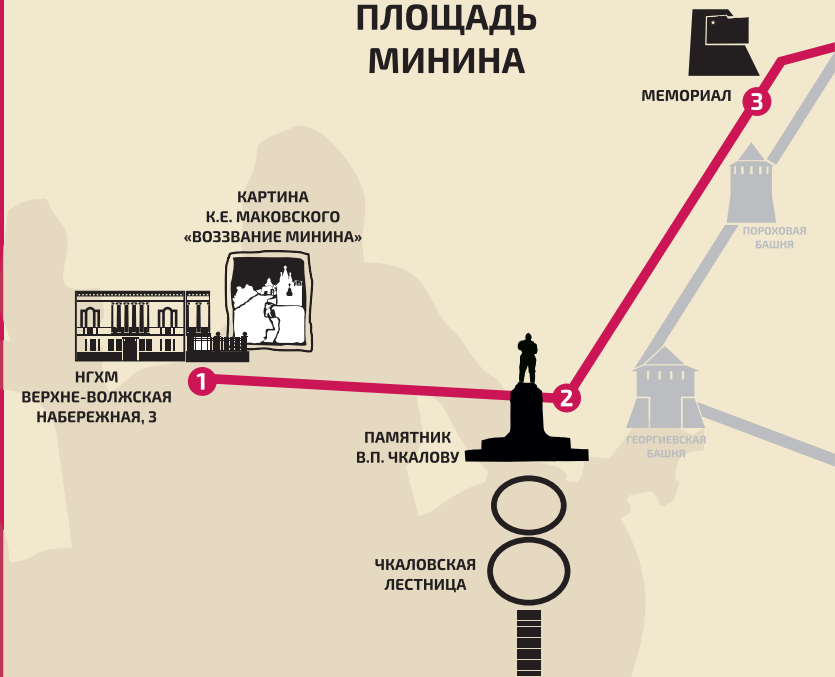 ПЛОЩАДЬ
МИНИНА
МЕМОРИАЛ
3
ПОРОХОВАЯ
БАШНЯ
КАРТИНА
К.Е. МАКОВСКОГО
«ВОЗЗВАНИЕ МИНИНА»
НГХМ
ВЕРХНЕ-ВОЛЖСКАЯ
НАБЕРЕЖНАЯ, 3
1
2
ПАМЯТНИК
В.П. ЧКАЛОВУ
ГЕОРГИЕВСКАЯ
БАШНЯ
ЧКАЛОВСКАЯ
ЛЕСТНИЦА